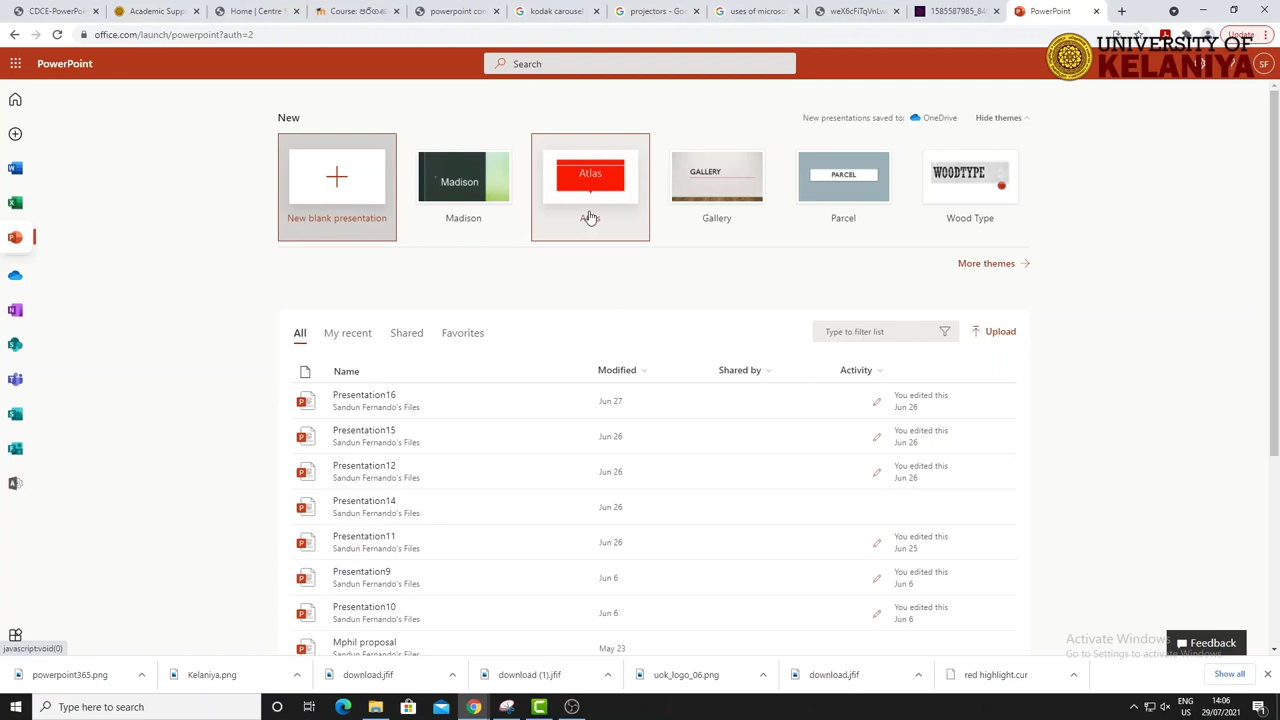 CDCE-PowerPoint
Academic Suppo
Home | Centre fo
Course
kodak carousel
powerpoint cont
projectors - Goo
uses of microsof
weX6cFiTqVnLw
1585587985_84
PowerPoint
office.com/launch/powerpoint?auth=2
Update
PowerPoint
Search
UNIVERSITY OF
KELANIYA
SF
New
New presentations saved to: OneDrive
Hide themes
Madison
Atlas
GALLERY
PARCEL
WOODTYPE
New blank presentation
Madison
Gallery
Parcel
Wood Type
More themes
All
My recent
Shared
Favorites
Type to filter list
Upload
Name
Modified
Shared by
Activity
Presentation16
Sandun Fernando's Files
Jun 27
You edited this
Jun 26
Presentation15
Sandun Fernando's Files
Jun 26
You edited this
Jun 26
Presentation12
Sandun Fernando's Files
Jun 26
You edited this
Jun 26
Presentation14
Sandun Fernando's Files
Jun 26
Presentation11
Sandun Fernando's Files
Jun 26
You edited this
Jun 25
Presentation9
Sandun Fernando's Files
Jun 6
You edited this
Jun 6
Presentation10
Sandun Fernando's Files
Jun 6
You edited this
Jun 6
Mphil proposal
May 23
Activate Windows
Go to Settings to activate Windows.
Feedback
javascript:void(0)
powerpoint365.png
Kelaniya.png
download.jfif
download (1).jfif
uok_logo_06.png
download.jfif
red highlight.cur
Show all
Type here to search
ENG
US
14:06
29/07/2021